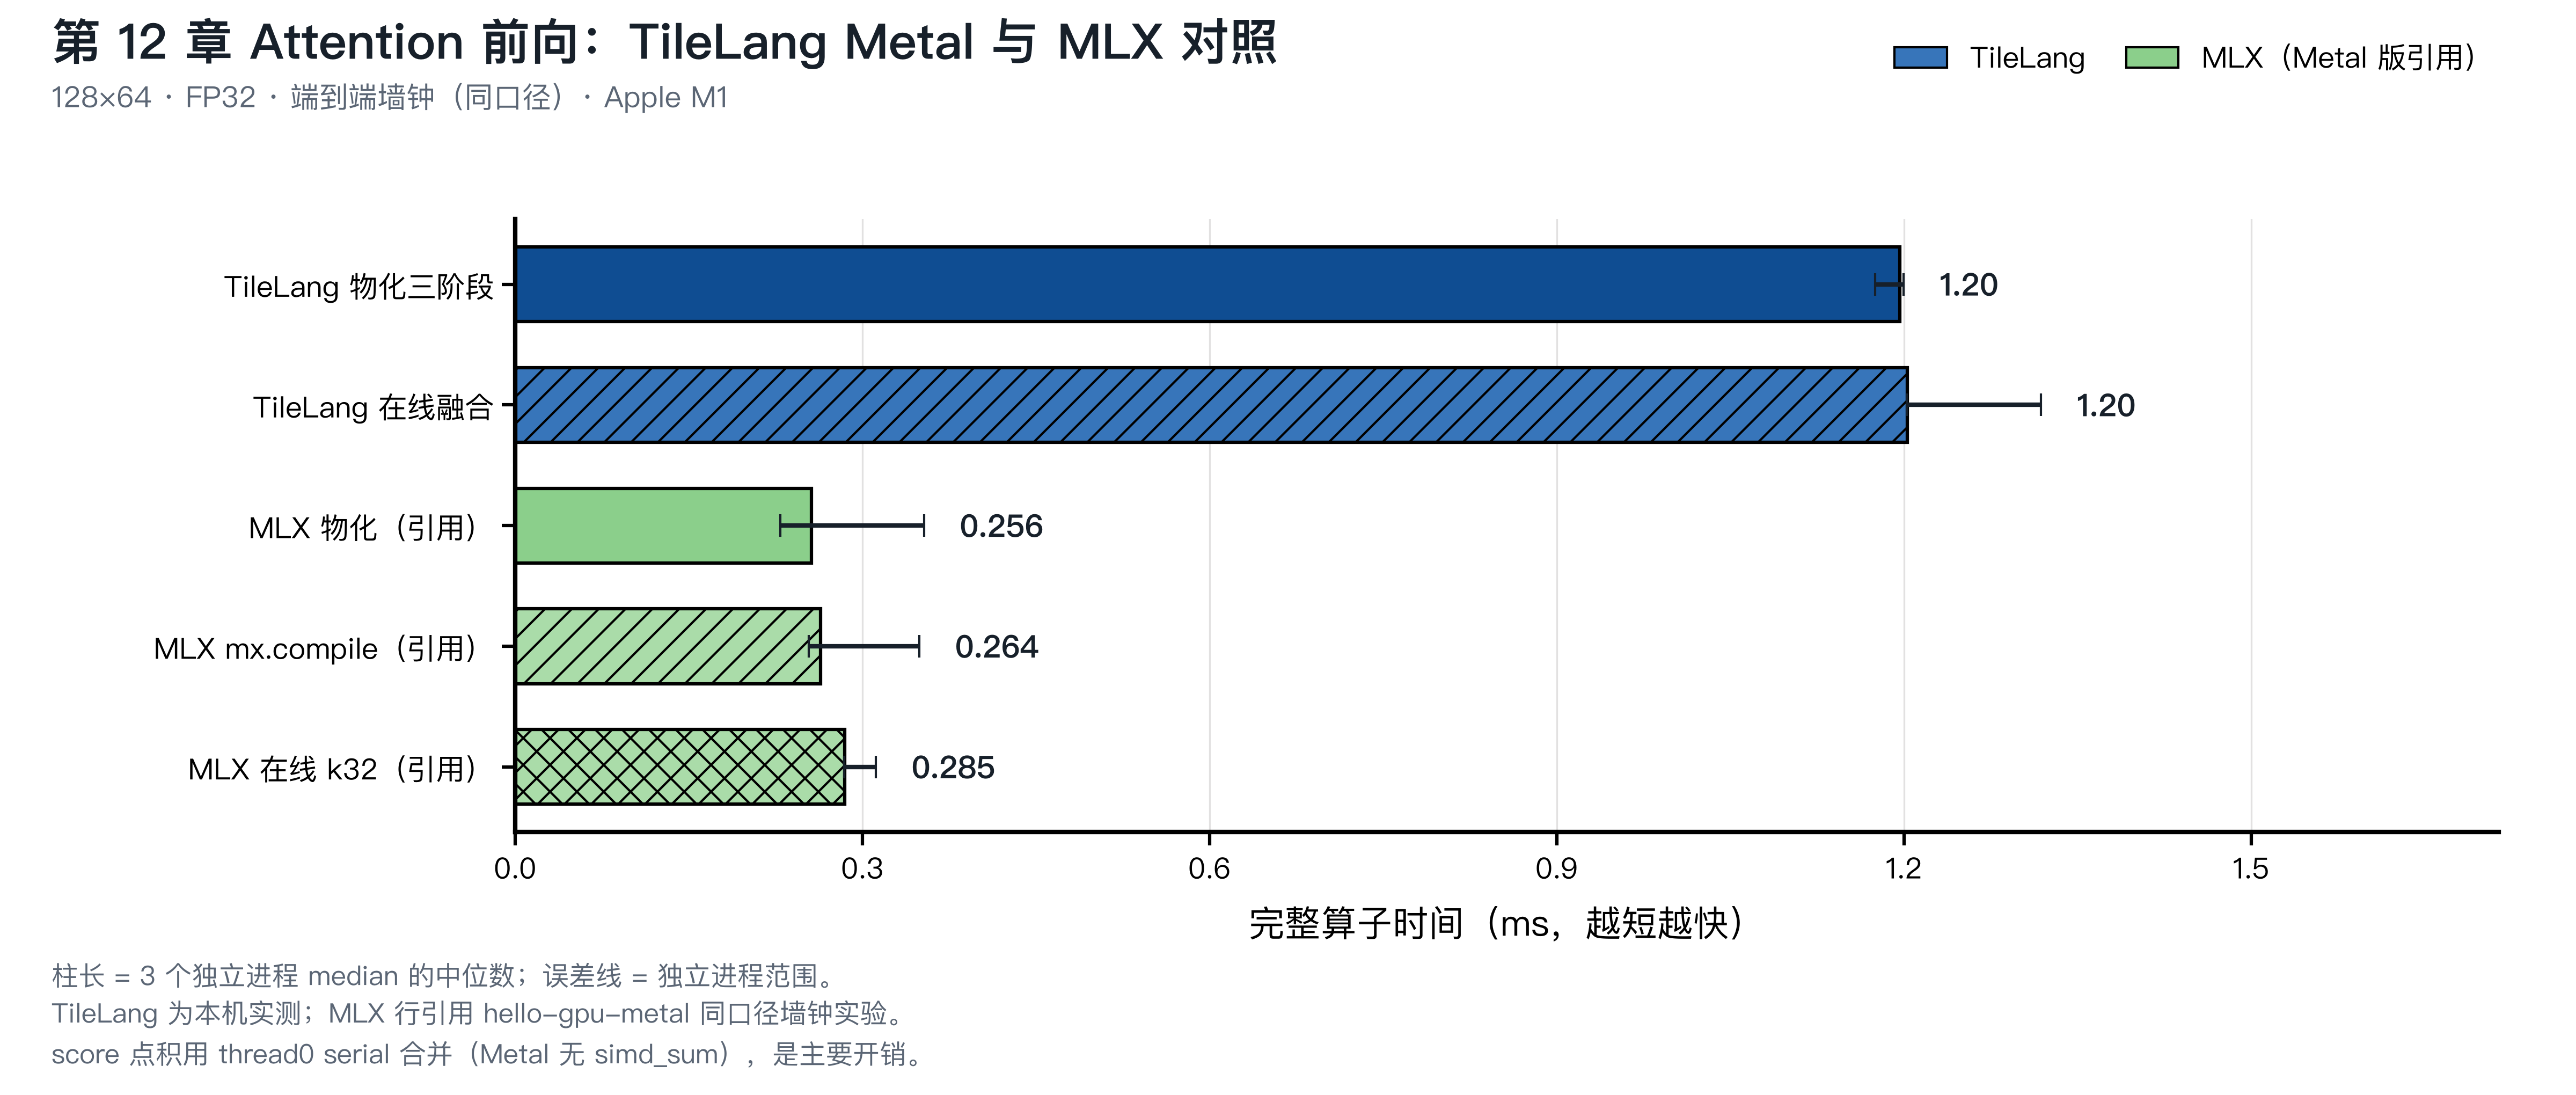 第 12 章 Attention 前向：TileLang Metal 与 MLX 对照
128×64 · FP32 · 端到端墙钟（同口径）· Apple M1
TileLang
MLX（Metal 版引用）
TileLang 物化三阶段
1.20
TileLang 在线融合
1.20
MLX 物化（引用）
0.256
MLX mx.compile（引用）
0.264
MLX 在线 k32（引用）
0.285
0.0 0.3 0.6 0.9 1.2 1.5
完整算子时间（ms，越短越快）
柱长 = 3 个独立进程 median 的中位数；误差线 = 独立进程范围。
TileLang 为本机实测；MLX 行引用 hello-gpu-metal 同口径墙钟实验。
score 点积用 thread0 serial 合并（Metal 无 simd_sum），是主要开销。